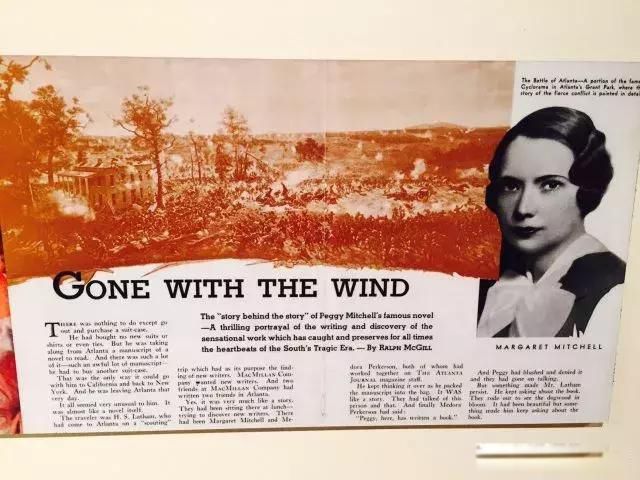 The Battle of Atlanta—A portion of the
Cyclorama in Atlanta's Grant Park, where
story of the fierce conflict is painted in
GONE WITH THE WIND
The "story behind the story" of Peggy Mitchell's famous novel
—A thrilling portrayal of the writing and discovery of the
sensational work which has caught and preserves for all times
the heartbeats of the South's Tragic Era. — By RALPH McGILL
MARGARET MITCHELL
THERE was nothing to do except go
out and purchase a suit-case.
He had bought no new suits or
shirts or even ties. But he was taking
along from Atlanta a manuscript of a
novel to read. And there was such a lot
of it—such an awful lot of manuscript—
he had to buy another suit-case.
That was the only way it could go
with him to California and back to New
York. And he was leaving Atlanta that
very day.
It all seemed very unusual to him. It
was almost like a novel itself.
The traveler was H. S. Latham, who
had come to Atlanta on a "scouting"
trip which had as its purpose the find-
ing of new writers. MACMILLAN Com-
pany wanted new writers. And two
friends at MACMILLAN Company had
written two friends in Atlanta.
Yes, it was very much like a story.
They had been sitting there at lunch—
trying to discover new writers. There
had been Margaret Mitchell and Me-
dora Perkerson, both of whom had
worked together on THE ATLANTA
JOURNAL magazine staff.
He kept thinking it over as he packed
the manuscript into the bag. It WAS
like a story. They had talked of this
person and that. And finally Medora
Perkerson had said:
"Peggy, here, has written a book."
And Peggy had blushed and denied it
and they had gone on talking.
But something made Mr. Latham
persist. He kept asking about the book.
They rode out to see the dogwood in
bloom. It had been beautiful but some-
thing made him keep asking about the
book.